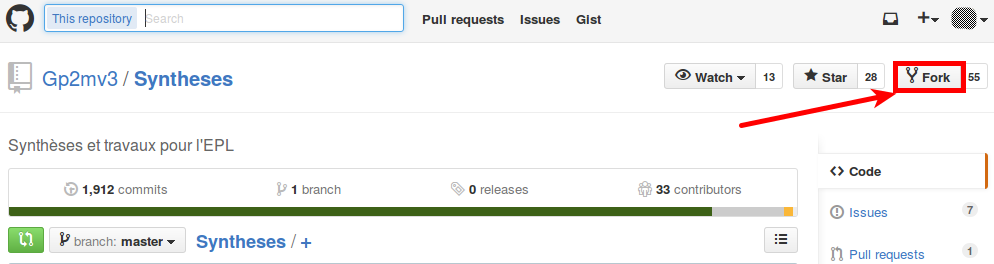 This repository Search Pull requests Issues Gist
Gp2mv3 / Syntheses Watch 13 Star 28 Fork 55
Synthèses et travaux pour l'EPL
1,912 commits 1 branch 0 releases 33 contributors
branch: master Syntheses / +
Code
Issues 7
Pull requests 1